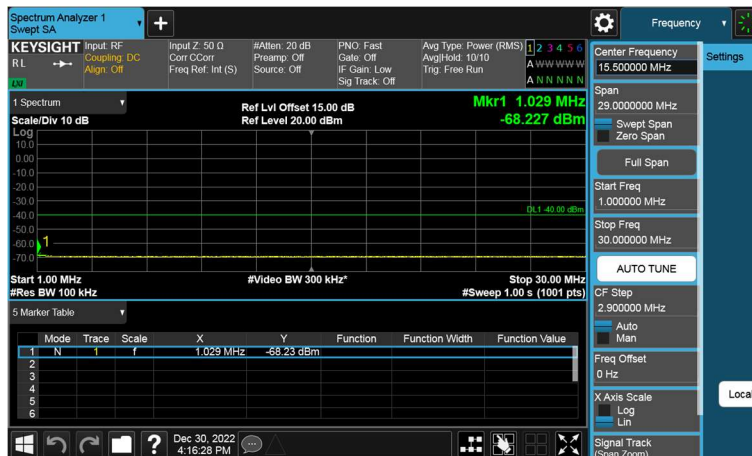 Spectrum Analyzer 1
Swept SA
+
Frequency
KEYSIGHT
RL
Input: RF
Coupling: DC
Align: Off
Input Z: 50 Ω
Corr CCorr
Freq Ref: Int (S)
#Atten: 20 dB
Preamp: Off
Source: Off
PNO: Fast
Gate: Off
IF Gain: Low
Sig Track: Off
Avg Type: Power (RMS)
Avg|Hold: 10/10
Trig: Free Run
1 2 3 4 5 6
A W W W W W
A N N N N N
LXI
1 Spectrum
Scale/Div 10 dB
Ref Lvl Offset 15.00 dB
Ref Level 20.00 dBm
Mkr1 1.029 MHz
-68.227 dBm
Log
10.0
0.00
-10.0
-20.0
-30.0
-40.0
-50.0
-60.0
-70.0
DL1 -40.00 dBm
1
Start 1.00 MHz
#Res BW 100 kHz
#Video BW 300 kHz*
Stop 30.00 MHz
#Sweep 1.00 s (1001 pts)
5 Marker Table
Mode Trace Scale X Y Function Function Width Function Value
1 N 1 f 1.029 MHz -68.23 dBm
2
3
4
5
6
?
Dec 30, 2022
4:16:28 PM
Center Frequency
15.500000 MHz
Settings
Span
29.0000000 MHz
Swept Span
Zero Span
Full Span
Start Freq
1.000000 MHz
Stop Freq
30.000000 MHz
AUTO TUNE
CF Step
2.900000 MHz
Auto
Man
Freq Offset
0 Hz
X Axis Scale
Log
Lin
Local
Signal Track
(Span Zoom)